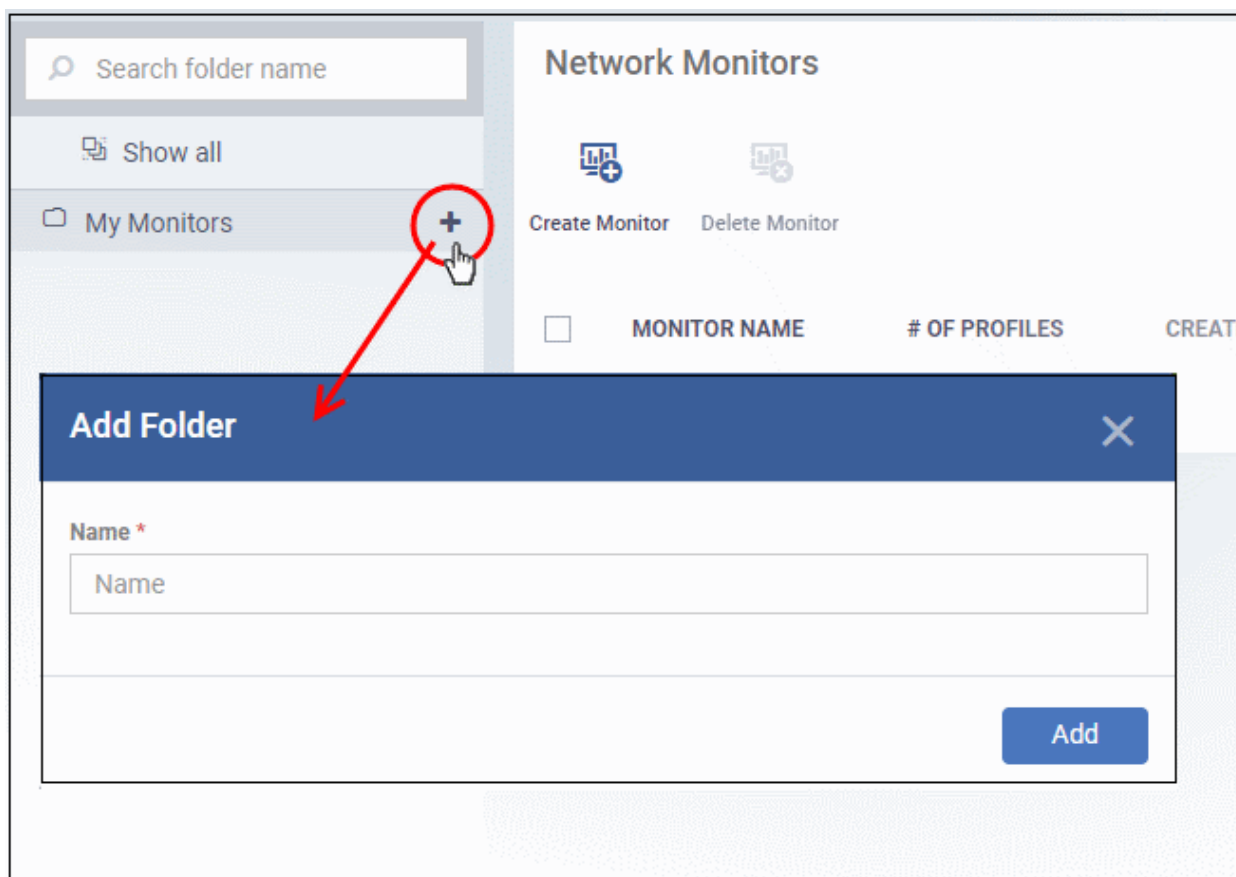 Search folder name
Show all
My Monitors
Network Monitors
Create Monitor
Delete Monitor
MONITOR NAME
# OF PROFILES
CREAT
Add Folder
Name *
Name
Add